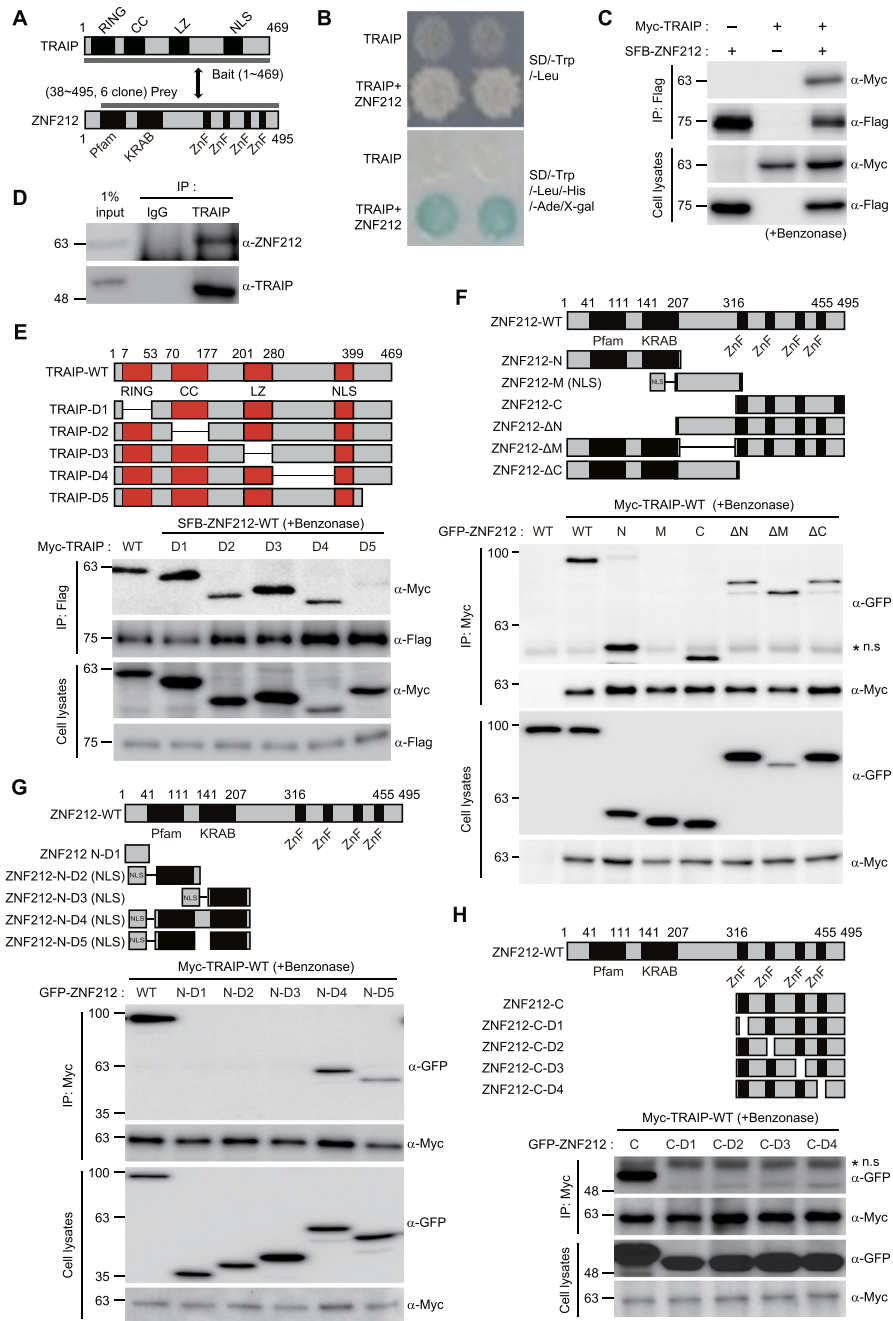 A
1 RING CC LZ NLS 469
TRAIP
Bait (1~469)
(38~495, 6 clone) Prey
ZNF212
1 Pfam KRAB ZnF ZnF ZnF ZnF 495
B
TRAIP
TRAIP+
ZNF212
SD/-Trp
/-Leu
TRAIP
TRAIP+
ZNF212
SD/-Trp
/-Leu/-His
/-Ade/X-gal
C
Myc-TRAIP : – + +
SFB-ZNF212 : + – +
IP: Flag
63 α-Myc
75 α-Flag
Cell lysates
63 α-Myc
75 α-Flag
(+Benzonase)
D
IP :
1%
input IgG TRAIP
63 α-ZNF212
48 α-TRAIP
E
1 7 53 70 177 201 280 399 469
TRAIP-WT
RING CC LZ NLS
TRAIP-D1
TRAIP-D2
TRAIP-D3
TRAIP-D4
TRAIP-D5
SFB-ZNF212-WT (+Benzonase)
Myc-TRAIP : WT D1 D2 D3 D4 D5
IP: Flag
63 α-Myc
75 α-Flag
Cell lysates
63 α-Myc
75 α-Flag
F
1 41 111 141 207 316 455 495
ZNF212-WT
Pfam KRAB ZnF ZnF ZnF ZnF
ZNF212-N
ZNF212-M (NLS) NLS
ZNF212-C
ZNF212-ΔN
ZNF212-ΔM
ZNF212-ΔC
Myc-TRAIP-WT (+Benzonase)
GFP-ZNF212 : WT WT N M C ΔN ΔM ΔC
IP: Myc
100
α-GFP
63
* n.s
63 α-Myc
Cell lysates
100
α-GFP
63
63 α-Myc
G
1 41 111 141 207 316 455 495
ZNF212-WT
Pfam KRAB ZnF ZnF ZnF ZnF
ZNF212 N-D1
ZNF212-N-D2 (NLS) NLS
ZNF212-N-D3 (NLS) NLS
ZNF212-N-D4 (NLS) NLS
ZNF212-N-D5 (NLS) NLS
Myc-TRAIP-WT (+Benzonase)
GFP-ZNF212 : WT N-D1 N-D2 N-D3 N-D4 N-D5
IP: Myc
100
63 α-GFP
35
63 α-Myc
Cell lysates
100
63 α-GFP
35
63 α-Myc
H
1 41 111 141 207 316 455 495
ZNF212-WT
Pfam KRAB ZnF ZnF ZnF ZnF
ZNF212-C
ZNF212-C-D1
ZNF212-C-D2
ZNF212-C-D3
ZNF212-C-D4
Myc-TRAIP-WT (+Benzonase)
GFP-ZNF212 : C C-D1 C-D2 C-D3 C-D4
IP: Myc
* n.s
α-GFP
48
63 α-Myc
Cell lysates
α-GFP
48
63 α-Myc